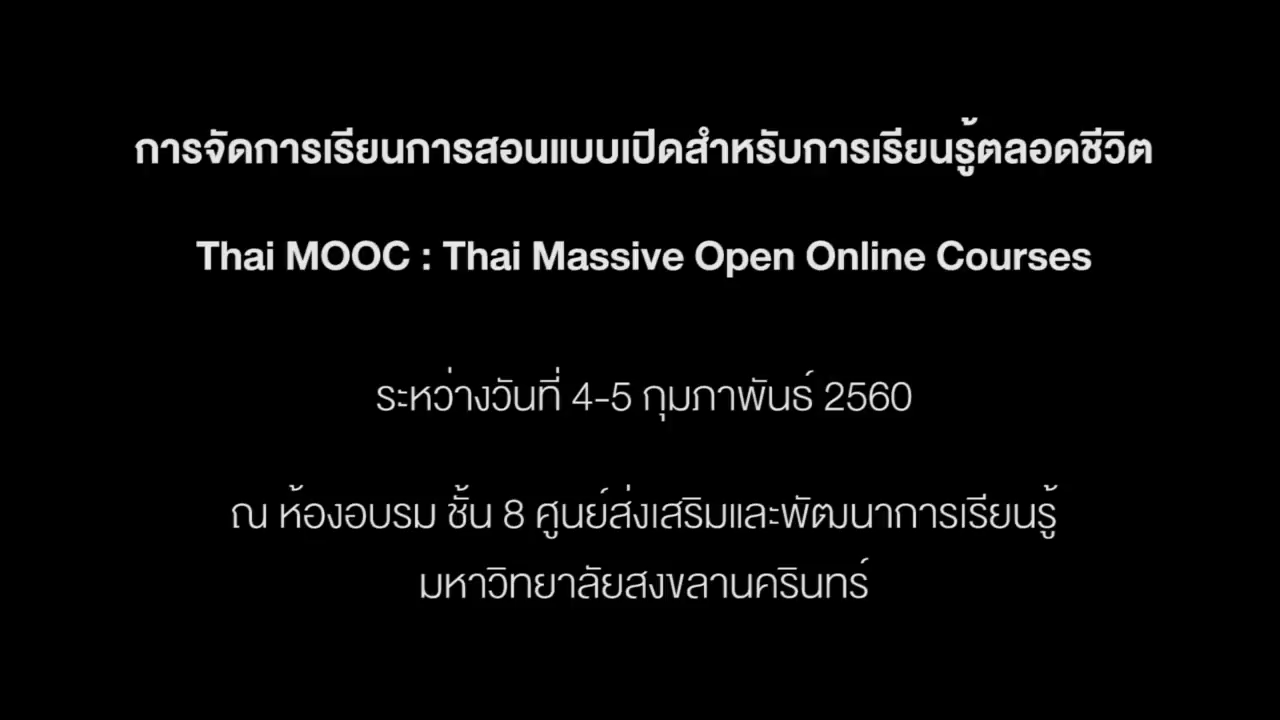 การจัดการเรียนการสอนแบบเปิดสำหรับการเรียนรู้ตลอดชีวิต
Thai MOOC : Thai Massive Open Online Courses
ระหว่างวันที่ 4-5 กุมภาพันธ์ 2560
ณ ห้องอบรม ชั้น 8 ศูนย์ส่งเสริมและพัฒนาการเรียนรู้
มหาวิทยาลัยสงขลานครินทร์